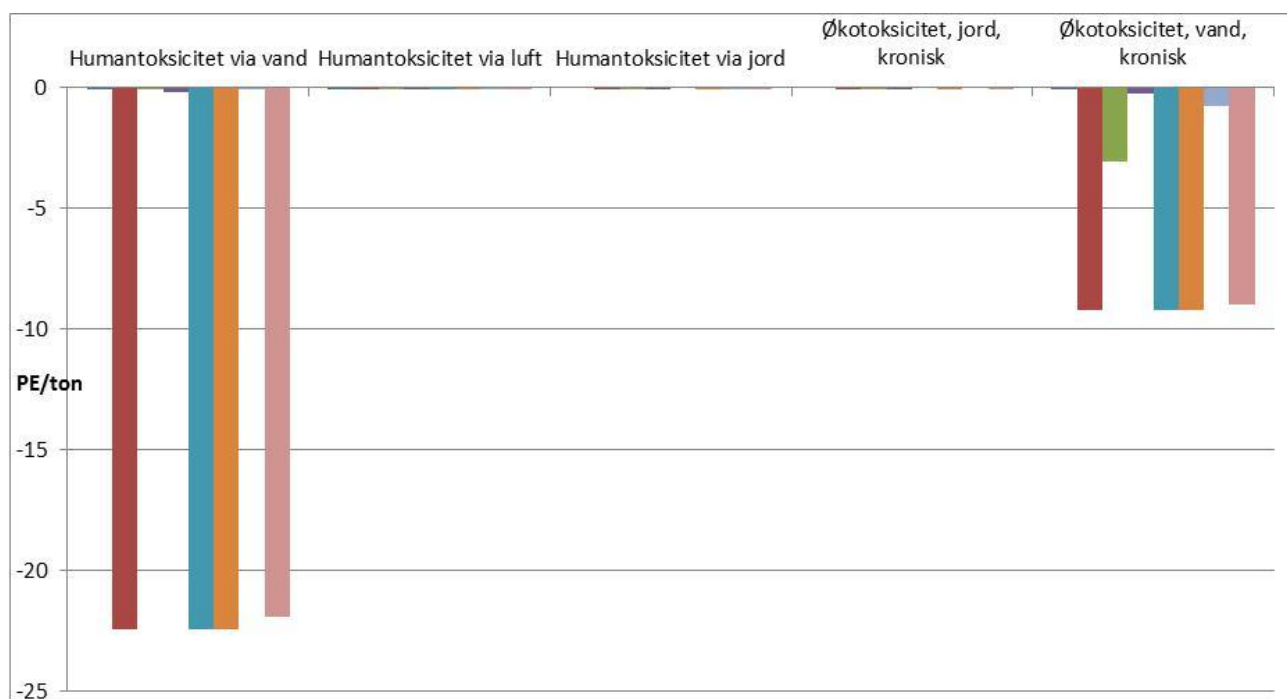 Humantoksicitet via vand
Humantoksicitet via luft
Humantoksicitet via jord
Økotoksicitet, jord,
kronisk
Økotoksicitet, vand,
kronisk
0
-5
-10
PE/ton
-15
-20
-25